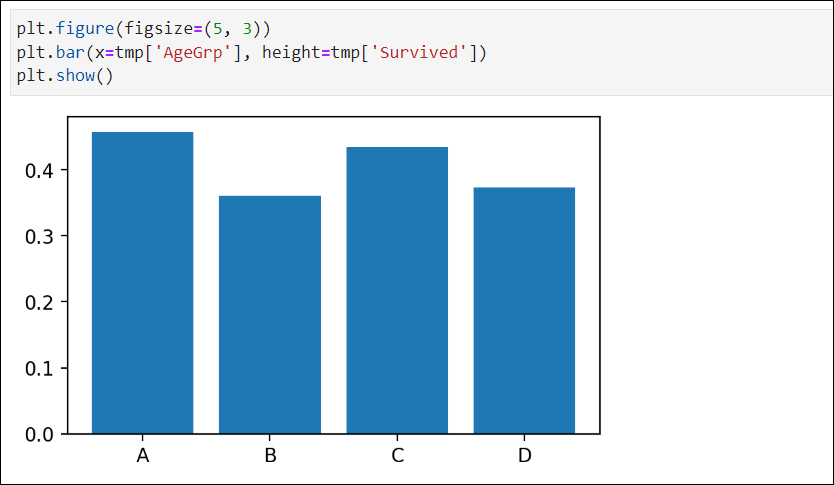 plt.figure(figsize=(5, 3))
plt.bar(x=tmp['AgeGrp'], height=tmp['Survived'])
plt.show()
0.4
0.3
0.2
0.1
0.0
A B C D